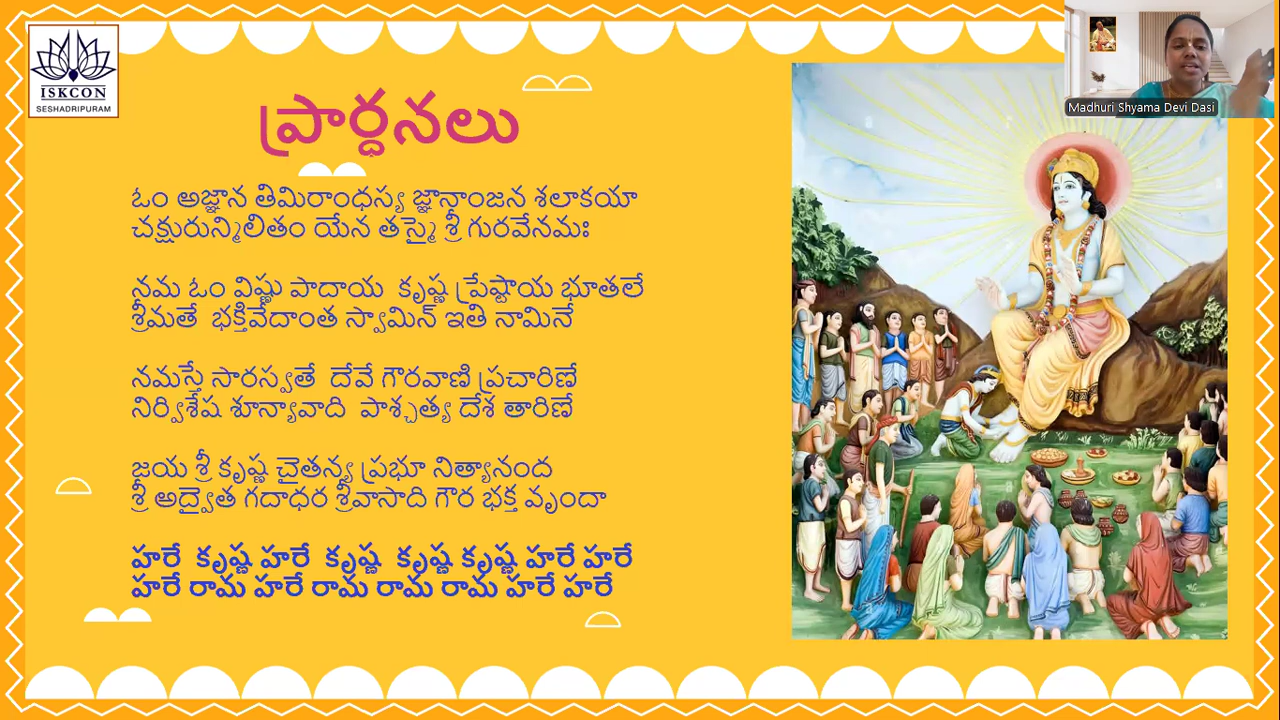 ISKCON
SESHADRIPURAM
Madhuri Shyama Devi Dasi
ప్రార్ధనలు
ఓం అజ్ఞాన తిమిరాంధస్య జ్ఞానాంజన శలాకయా
చక్షురున్మిలితం యేన తస్మై శ్రీ గురవేనమః
నమ ఓం విష్ణు పాదాయ కృష్ణ ప్రేష్టాయ భూతలే
శ్రీమతే భక్తివేదాంత స్వామిన్ ఇతి నామినే
నమస్తే సారస్వతే దేవే గౌరవాణి ప్రచారిణే
నిర్విశేష శూన్యావాది పాశ్చత్య దేశ తారిణే
జయ శ్రీ కృష్ణ చైతన్య ప్రభూ నిత్యానంద
శ్రీ అద్వైత గదాధర శ్రీవాసాది గౌర భక్త వృందా
హరే కృష్ణ హరే కృష్ణ కృష్ణ కృష్ణ హరే హరే
హరే రామ హరే రామ రామ రామ హరే హరే